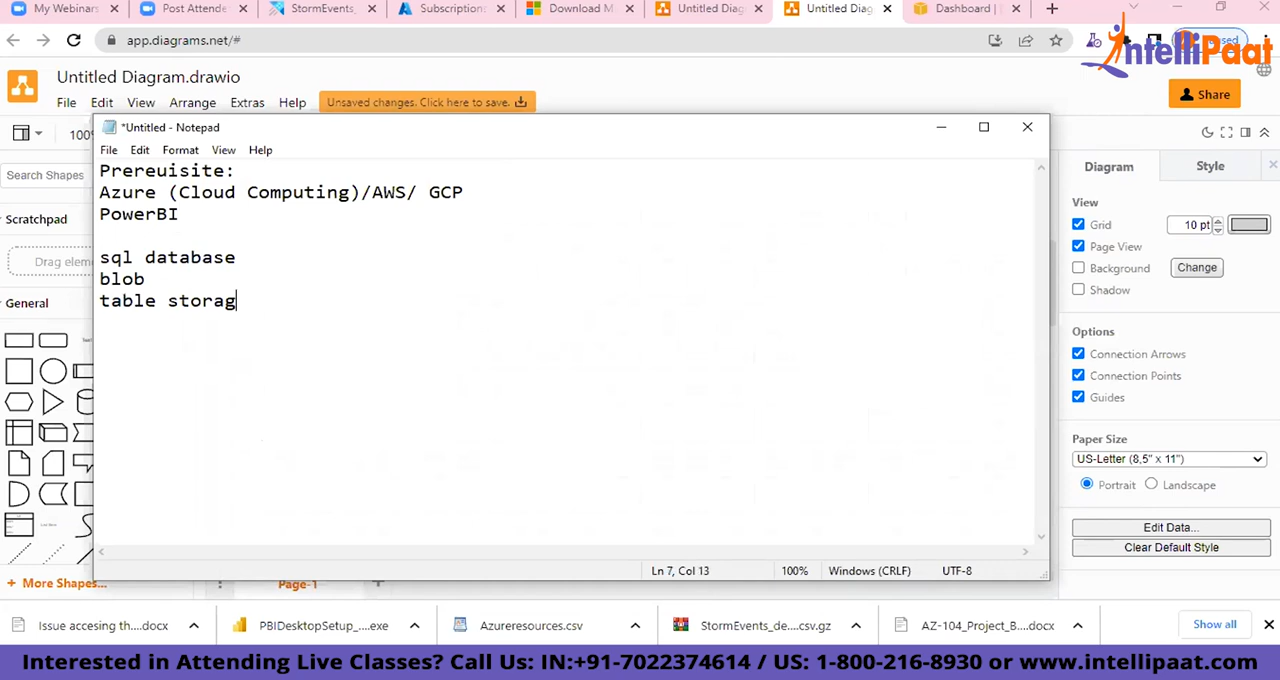 My Webinars
Post Attende
StormEvents_
Subscription
Download M
Untitled Diag
Untitled Diag
Dashboard |
app.diagrams.net/#
IntelliPaat
Untitled Diagram.drawio
File Edit View Arrange Extras Help
Unsaved changes. Click here to save.
Share
100%
*Untitled - Notepad
File Edit Format View Help
Prereuisite:
Azure (Cloud Computing)/AWS/ GCP
PowerBI
sql database
blob
table storag
Ln 7, Col 13
100%
Windows (CRLF)
UTF-8
Search Shapes
Scratchpad
Drag elem
General
+ More Shapes...
Page-1
Diagram
Style
View
Grid
10 pt
Page View
Background
Change
Shadow
Options
Connection Arrows
Connection Points
Guides
Paper Size
US-Letter (8,5" x 11")
Portrait
Landscape
Edit Data...
Clear Default Style
Issue accesing th....docx
PBIDesktopSetup_....exe
Azureresources.csv
StormEvents_de....csv.gz
AZ-104_Project_B....docx
Show all
Interested in Attending Live Classes? Call Us: IN:+91-7022374614 / US: 1-800-216-8930 or www.intellipaat.com